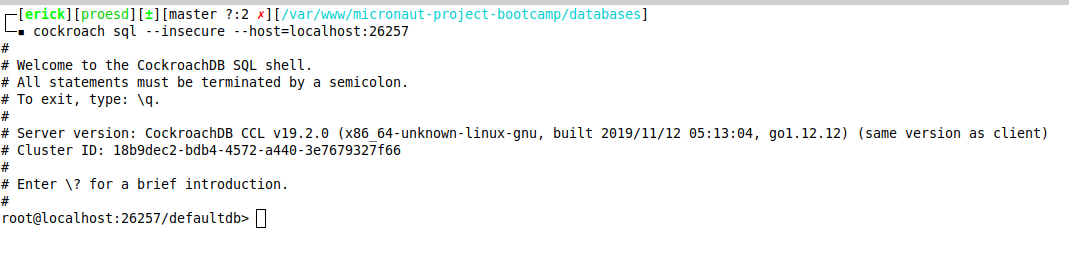 [erick][proesd][±][master ?:2 ✗][/var/www/micronaut-project-bootcamp/databases]
▪ cockroach sql --insecure --host=localhost:26257
#
# Welcome to the CockroachDB SQL shell.
# All statements must be terminated by a semicolon.
# To exit, type: \q.
#
# Server version: CockroachDB CCL v19.2.0 (x86_64-unknown-linux-gnu, built 2019/11/12 05:13:04, go1.12.12) (same version as client)
# Cluster ID: 18b9dec2-bdb4-4572-a440-3e7679327f66
#
# Enter \? for a brief introduction.
#
root@localhost:26257/defaultdb>